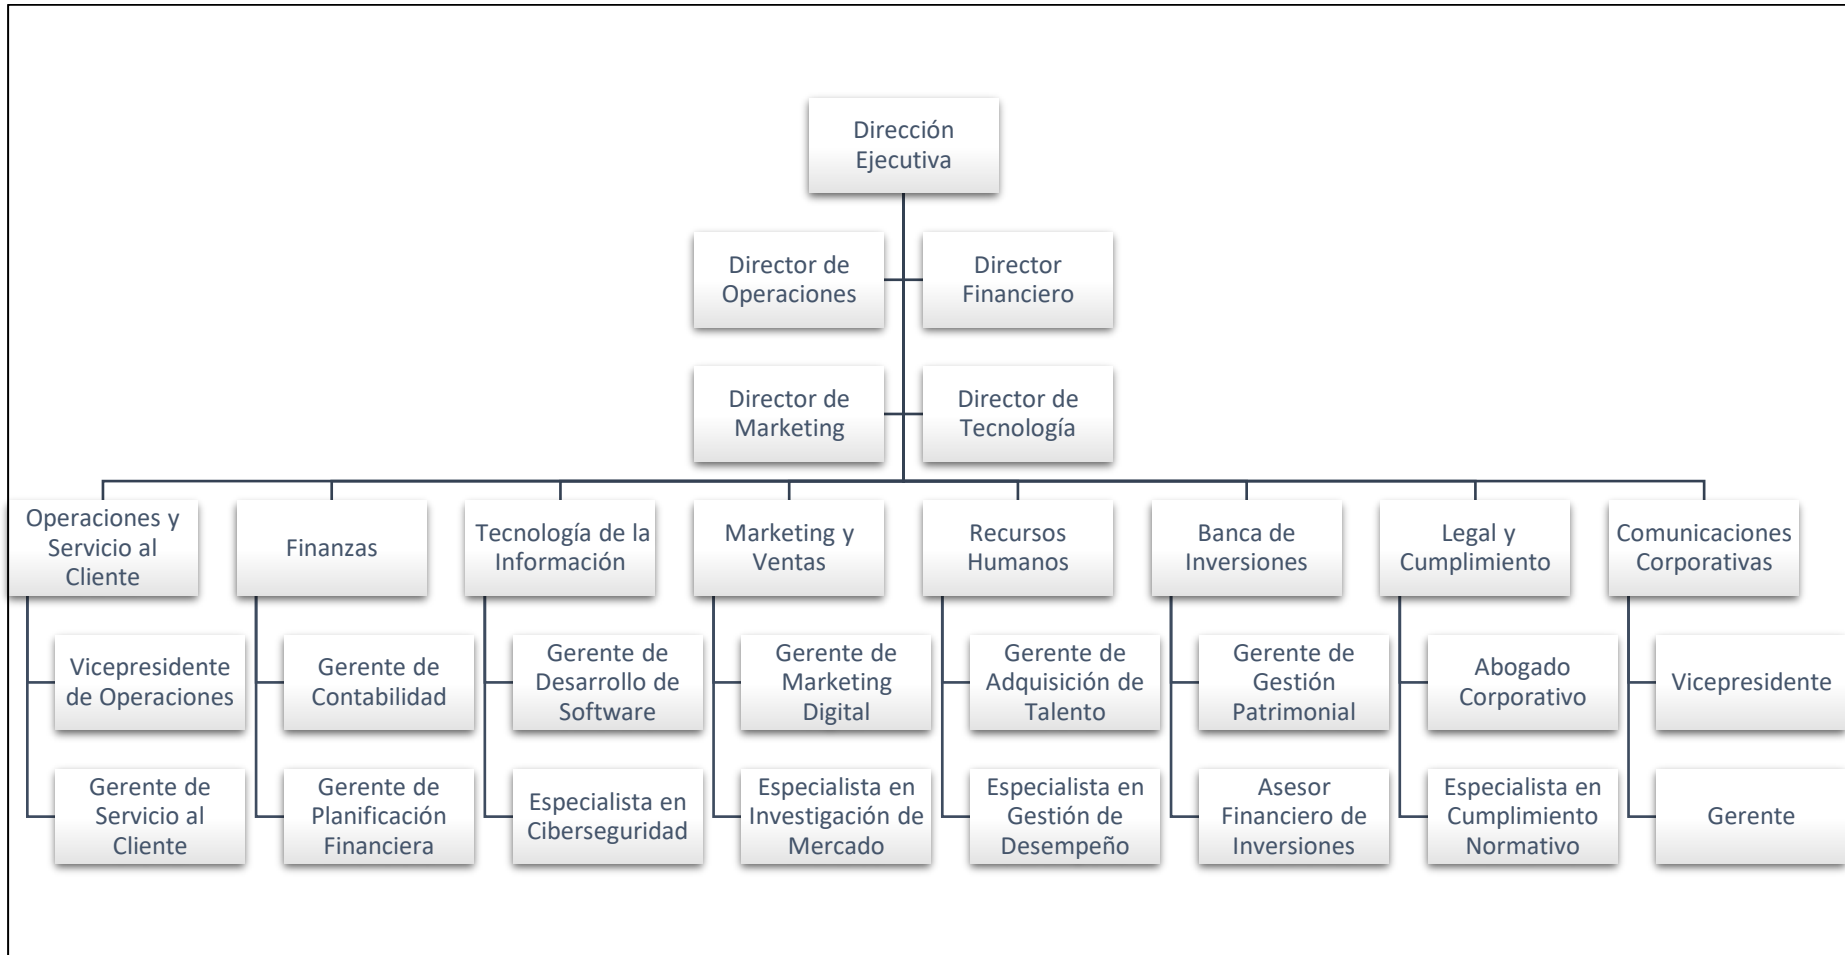 Dirección
Ejecutiva
Director de
Operaciones
Director
Financiero
Director de
Marketing
Director de
Tecnología
Operaciones y
Servicio al
Cliente
Finanzas
Tecnología de la
Información
Marketing y
Ventas
Recursos
Humanos
Banca de
Inversiones
Legal y
Cumplimiento
Comunicaciones
Corporativas
Vicepresidente
de Operaciones
Gerente de
Contabilidad
Gerente de
Desarrollo de
Software
Gerente de
Marketing
Digital
Gerente de
Adquisición de
Talento
Gerente de
Gestión
Patrimonial
Abogado
Corporativo
Vicepresidente
Gerente de
Servicio al
Cliente
Gerente de
Planificación
Financiera
Especialista en
Ciberseguridad
Especialista en
Investigación de
Mercado
Especialista en
Gestión de
Desempeño
Asesor
Financiero de
Inversiones
Especialista en
Cumplimiento
Normativo
Gerente